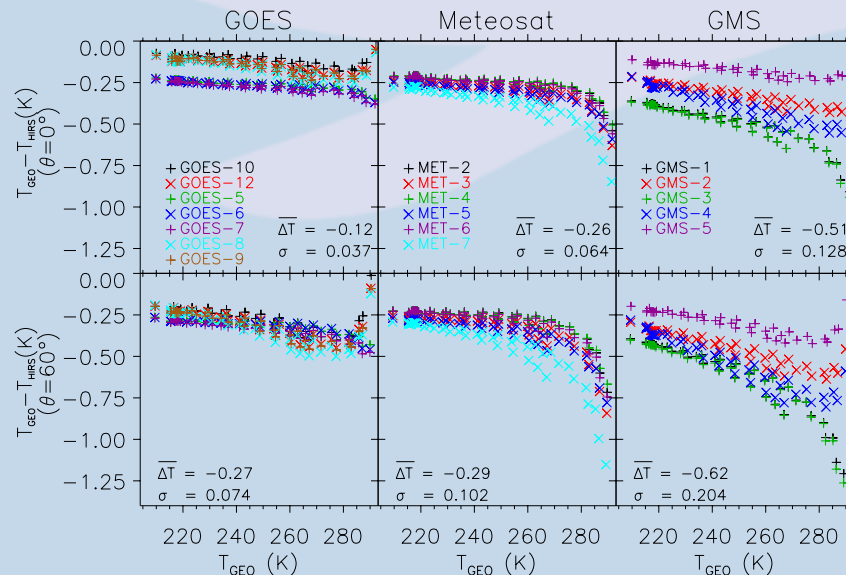 GOES
Meteosat
GMS
T_GEO−T_HIRS(K)
(θ=0°)
0.00
−0.25
−0.50
−0.75
−1.00
−1.25
+ GOES−10
× GOES−12
+ GOES−5
× GOES−6
+ GOES−7
× GOES−8
+ GOES−9
ΔT = −0.12
σ = 0.037
+ MET−2
× MET−3
+ MET−4
× MET−5
+ MET−6
× MET−7
ΔT = −0.26
σ = 0.064
+ GMS−1
× GMS−2
+ GMS−3
× GMS−4
+ GMS−5
ΔT = −0.51
σ = 0.128
T_GEO−T_HIRS(K)
(θ=60°)
0.00
−0.25
−0.50
−0.75
−1.00
−1.25
ΔT = −0.27
σ = 0.074
ΔT = −0.29
σ = 0.102
ΔT = −0.62
σ = 0.204
220 240 260 280
220 240 260 280
220 240 260 280
T_GEO (K)
T_GEO (K)
T_GEO (K)